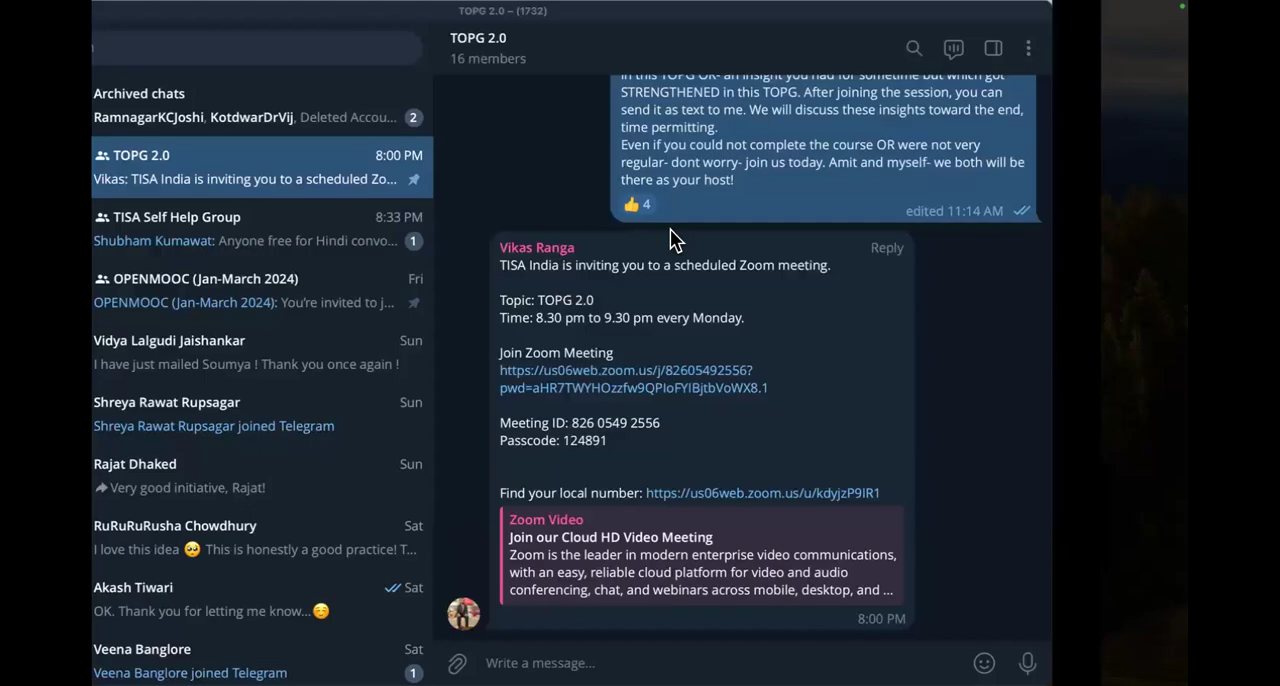 TOPG 2.0 – (1732)
Archived chats
RamnagarKCJoshi, KotdwarDrVij, Deleted Accou... 2
TOPG 2.0 8:00 PM
Vikas: TISA India is inviting you to a scheduled Zo...
TISA Self Help Group 8:33 PM
Shubham Kumawat: Anyone free for Hindi convo... 1
OPENMOOC (Jan-March 2024) Fri
OPENMOOC (Jan-March 2024): You're invited to j...
Vidya Lalgudi Jaishankar Sun
I have just mailed Soumya ! Thank you once again !
Shreya Rawat Rupsagar Sun
Shreya Rawat Rupsagar joined Telegram
Rajat Dhaked Sun
Very good initiative, Rajat!
RuRuRuRusha Chowdhury Sat
I love this idea 🥺 This is honestly a good practice! T...
Akash Tiwari Sat
OK. Thank you for letting me know...☺️
Veena Banglore Sat
Veena Banglore joined Telegram 1
TOPG 2.0
16 members
in this TOPG OR- an insight you had for sometime but which got
STRENGTHENED in this TOPG. After joining the session, you can
send it as text to me. We will discuss these insights toward the end,
time permitting.
Even if you could not complete the course OR were not very
regular- dont worry- join us today. Amit and myself- we both will be
there as your host!
👍 4 edited 11:14 AM
Vikas Ranga Reply
TISA India is inviting you to a scheduled Zoom meeting.
Topic: TOPG 2.0
Time: 8.30 pm to 9.30 pm every Monday.
Join Zoom Meeting
https://us06web.zoom.us/j/82605492556?
pwd=aHR7TWYHOzzfw9QPIoFYIBjtbVoWX8.1
Meeting ID: 826 0549 2556
Passcode: 124891
Find your local number: https://us06web.zoom.us/u/kdyjzP9IR1
Zoom Video
Join our Cloud HD Video Meeting
Zoom is the leader in modern enterprise video communications,
with an easy, reliable cloud platform for video and audio
conferencing, chat, and webinars across mobile, desktop, and ...
8:00 PM
Write a message...